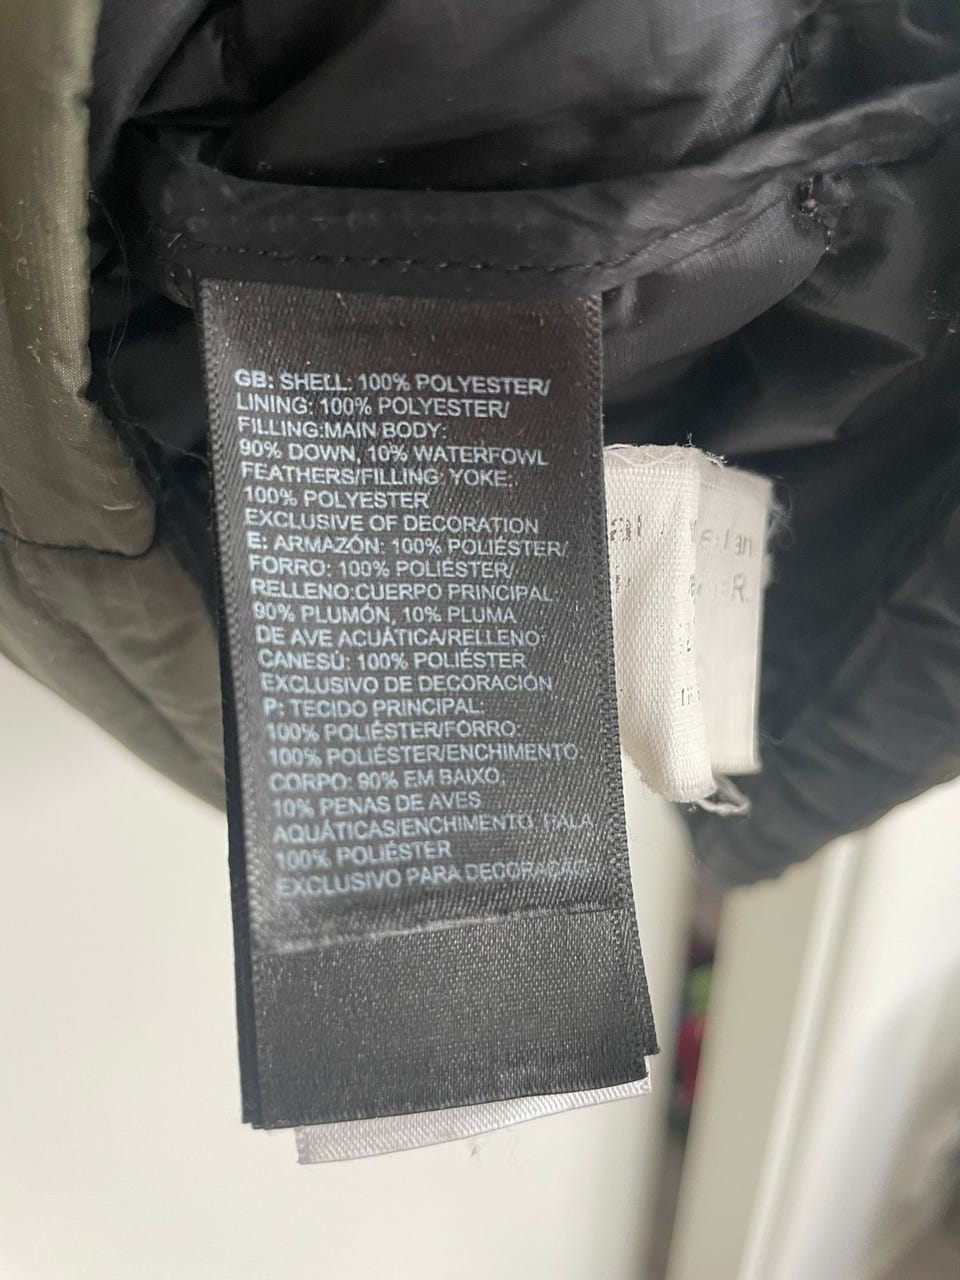 GB: SHELL: 100% POLYESTER/
LINING: 100% POLYESTER/
FILLING:MAIN BODY:
90% DOWN, 10% WATERFOWL
FEATHERS/FILLING: YOKE:
100% POLYESTER
EXCLUSIVE OF DECORATION
E: ARMAZÓN: 100% POLIÉSTER/
FORRO: 100% POLIÉSTER/
RELLENO:CUERPO PRINCIPAL:
90% PLUMÓN, 10% PLUMA
DE AVE ACUÁTICA/RELLENO:
CANESÚ: 100% POLIÉSTER
EXCLUSIVO DE DECORACIÓN
P: TECIDO PRINCIPAL:
100% POLIÉSTER/FORRO:
100% POLIÉSTER/ENCHIMENTO:
CORPO: 90% EM BAIXO,
10% PENAS DE AVES
AQUÁTICAS/ENCHIMENTO: PALA:
100% POLIÉSTER
EXCLUSIVO PARA DECORAÇÃO